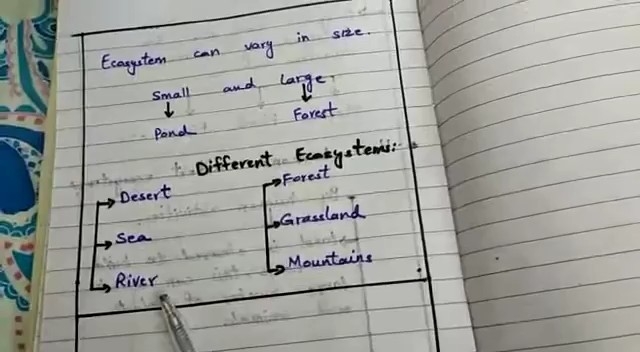 Ecosystem can vary in size.
Small and Large.
Pond Forest
Different Ecosystems:
Desert Forest
Sea Grassland
River Mountains